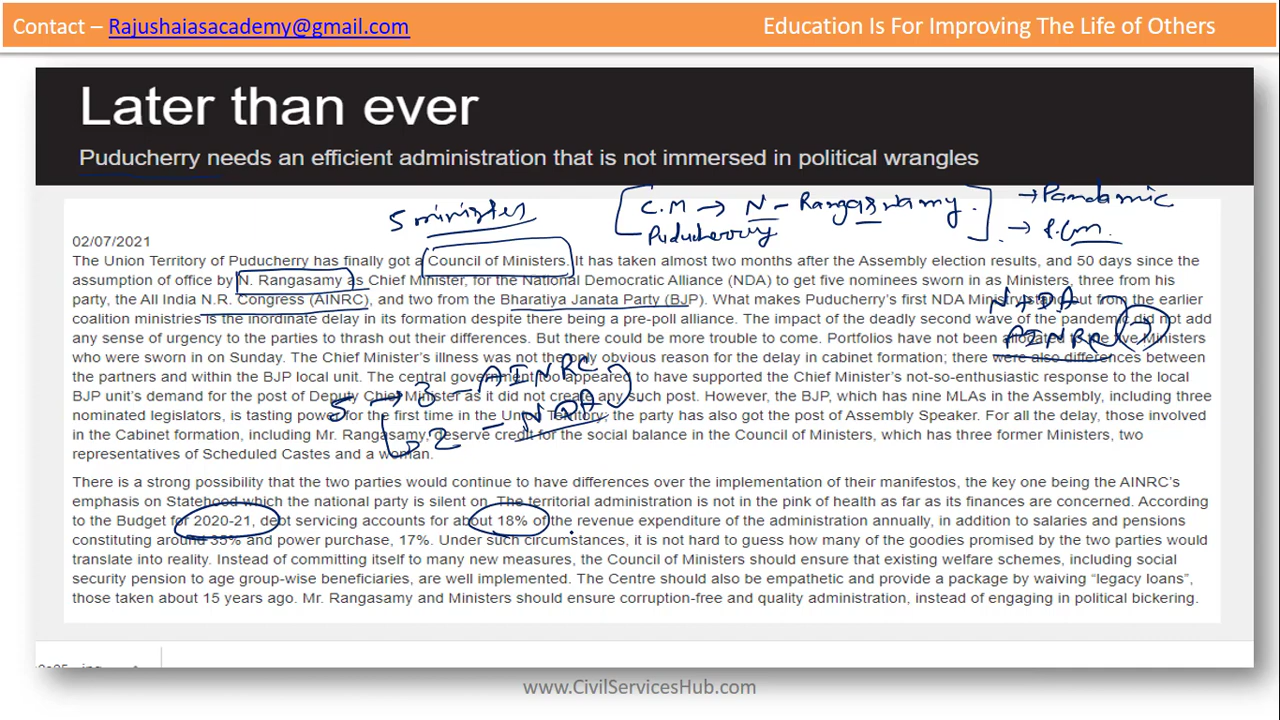 Contact – Rajushaiasacademy@gmail.com
Education Is For Improving The Life of Others
Later than ever
Puducherry needs an efficient administration that is not immersed in political wrangles
5 ministers
C.M → N - Rangaswamy.
Puducherry
→ Pandamic
→ S.Cm.
02/07/2021
The Union Territory of Puducherry has finally got a Council of Ministers. It has taken almost two months after the Assembly election results, and 50 days since the
assumption of office by N. Rangasamy as Chief Minister, for the National Democratic Alliance (NDA) to get five nominees sworn in as Ministers, three from his
party, the All India N.R. Congress (AINRC), and two from the Bharatiya Janata Party (BJP). What makes Puducherry's first NDA Ministry stand out from the earlier
coalition ministries is the inordinate delay in its formation despite there being a pre-poll alliance. The impact of the deadly second wave of the pandemic did not add
any sense of urgency to the parties to thrash out their differences. But there could be more trouble to come. Portfolios have not been allocated to the five Ministers
who were sworn in on Sunday. The Chief Minister's illness was not the only obvious reason for the delay in cabinet formation; there were also differences between
the partners and within the BJP local unit. The central government too appeared to have supported the Chief Minister's not-so-enthusiastic response to the local
BJP unit's demand for the post of Deputy Chief Minister as it did not create any such post. However, the BJP, which has nine MLAs in the Assembly, including three
nominated legislators, is tasting power for the first time in the Union Territory, the party has also got the post of Assembly Speaker. For all the delay, those involved
in the Cabinet formation, including Mr. Rangasamy, deserve credit for the social balance in the Council of Ministers, which has three former Ministers, two
representatives of Scheduled Castes and a woman.
NDA
AINRC →
5 → 3 - AINRC
2 - NDA
There is a strong possibility that the two parties would continue to have differences over the implementation of their manifestos, the key one being the AINRC's
emphasis on Statehood which the national party is silent on. The territorial administration is not in the pink of health as far as its finances are concerned. According
to the Budget for 2020-21, debt servicing accounts for about 18% of the revenue expenditure of the administration annually, in addition to salaries and pensions
constituting around 35% and power purchase, 17%. Under such circumstances, it is not hard to guess how many of the goodies promised by the two parties would
translate into reality. Instead of committing itself to many new measures, the Council of Ministers should ensure that existing welfare schemes, including social
security pension to age group-wise beneficiaries, are well implemented. The Centre should also be empathetic and provide a package by waiving "legacy loans",
those taken about 15 years ago. Mr. Rangasamy and Ministers should ensure corruption-free and quality administration, instead of engaging in political bickering.
www.CivilServicesHub.com